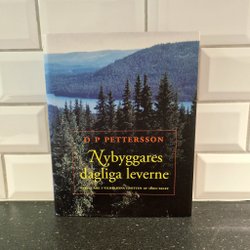 O P PETTERSSON
Nybyggares
dagliga leverne